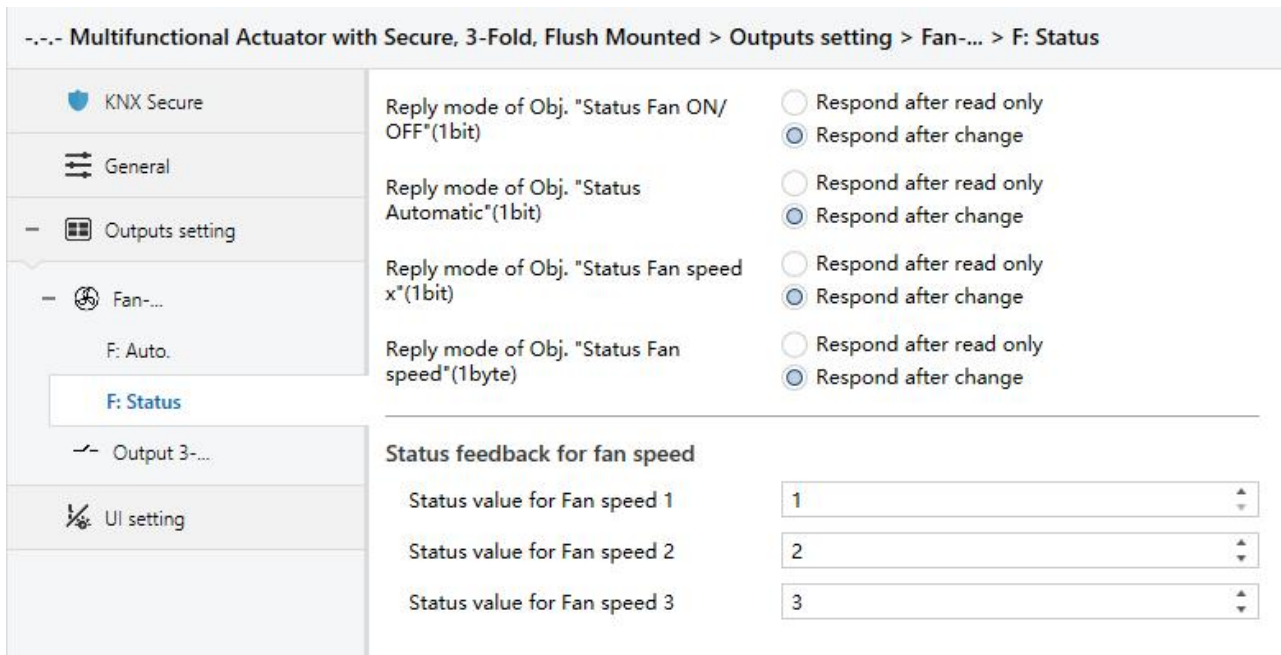 -.-.- Multifunctional Actuator with Secure, 3-Fold, Flush Mounted > Outputs setting > Fan-... > F: Status
KNX Secure
General
Outputs setting
Fan-...
F: Auto.
F: Status
Output 3-...
UI setting
Reply mode of Obj. "Status Fan ON/
OFF"(1bit)
Respond after read only
Respond after change
Reply mode of Obj. "Status
Automatic"(1bit)
Respond after read only
Respond after change
Reply mode of Obj. "Status Fan speed
x"(1bit)
Respond after read only
Respond after change
Reply mode of Obj. "Status Fan
speed"(1byte)
Respond after read only
Respond after change
Status feedback for fan speed
Status value for Fan speed 1
1
Status value for Fan speed 2
2
Status value for Fan speed 3
3